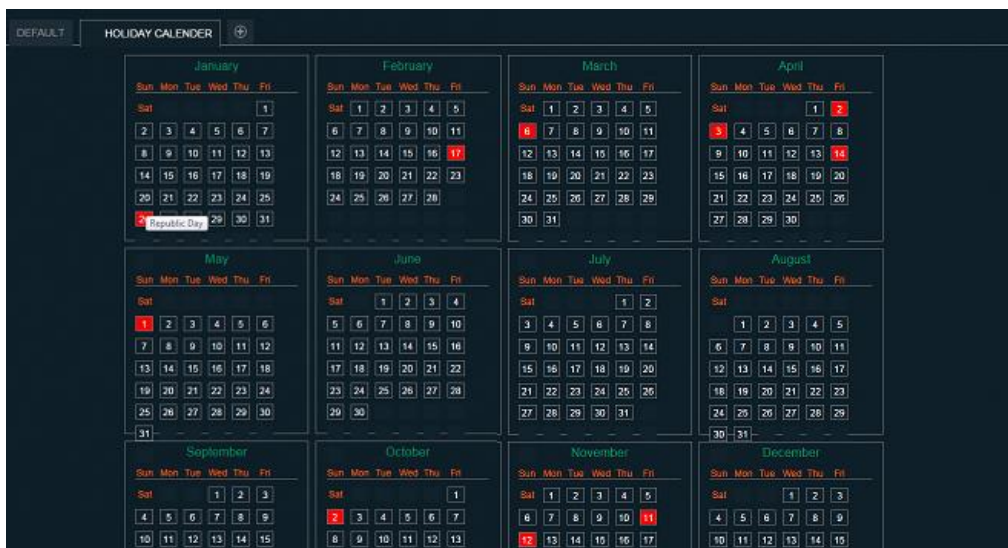 DEFAULT
HOLIDAY CALENDER
January
Sun Mon Tue Wed Thu Fri
Sat 1
2 3 4 5 6 7
8 9 10 11 12 13
14 15 16 17 18 19
20 21 22 23 24 25
Republic Day 29 30 31
February
Sun Mon Tue Wed Thu Fri
Sat 1 2 3 4 5
6 7 8 9 10 11
12 13 14 15 16 17
18 19 20 21 22 23
24 25 26 27 28
March
Sun Mon Tue Wed Thu Fri
Sat 1 2 3 4 5
6 7 8 9 10 11
12 13 14 15 16 17
18 19 20 21 22 23
24 25 26 27 28 29
30 31
April
Sun Mon Tue Wed Thu Fri
Sat 1 2
3 4 5 6 7 8
9 10 11 12 13 14
15 16 17 18 19 20
21 22 23 24 25 26
27 28 29 30
May
Sun Mon Tue Wed Thu Fri
Sat
1 2 3 4 5 6
7 8 9 10 11 12
13 14 15 16 17 18
19 20 21 22 23 24
25 26 27 28 29 30
31
June
Sun Mon Tue Wed Thu Fri
Sat 1 2 3 4
5 6 7 8 9 10
11 12 13 14 15 16
17 18 19 20 21 22
23 24 25 26 27 28
29 30
July
Sun Mon Tue Wed Thu Fri
Sat 1 2
3 4 5 6 7 8
9 10 11 12 13 14
15 16 17 18 19 20
21 22 23 24 25 26
27 28 29 30 31
August
Sun Mon Tue Wed Thu Fri
Sat
1 2 3 4 5
6 7 8 9 10 11
12 13 14 15 16 17
18 19 20 21 22 23
24 25 26 27 28 29
30 31
September
Sun Mon Tue Wed Thu Fri
Sat 1 2 3
4 5 6 7 8 9
10 11 12 13 14 15
October
Sun Mon Tue Wed Thu Fri
Sat 1
2 3 4 5 6 7
8 9 10 11 12 13
November
Sun Mon Tue Wed Thu Fri
Sat 1 2 3 4 5
6 7 8 9 10 11
12 13 14 15 16 17
December
Sun Mon Tue Wed Thu Fri
Sat 1 2 3
4 5 6 7 8 9
10 11 12 13 14 15